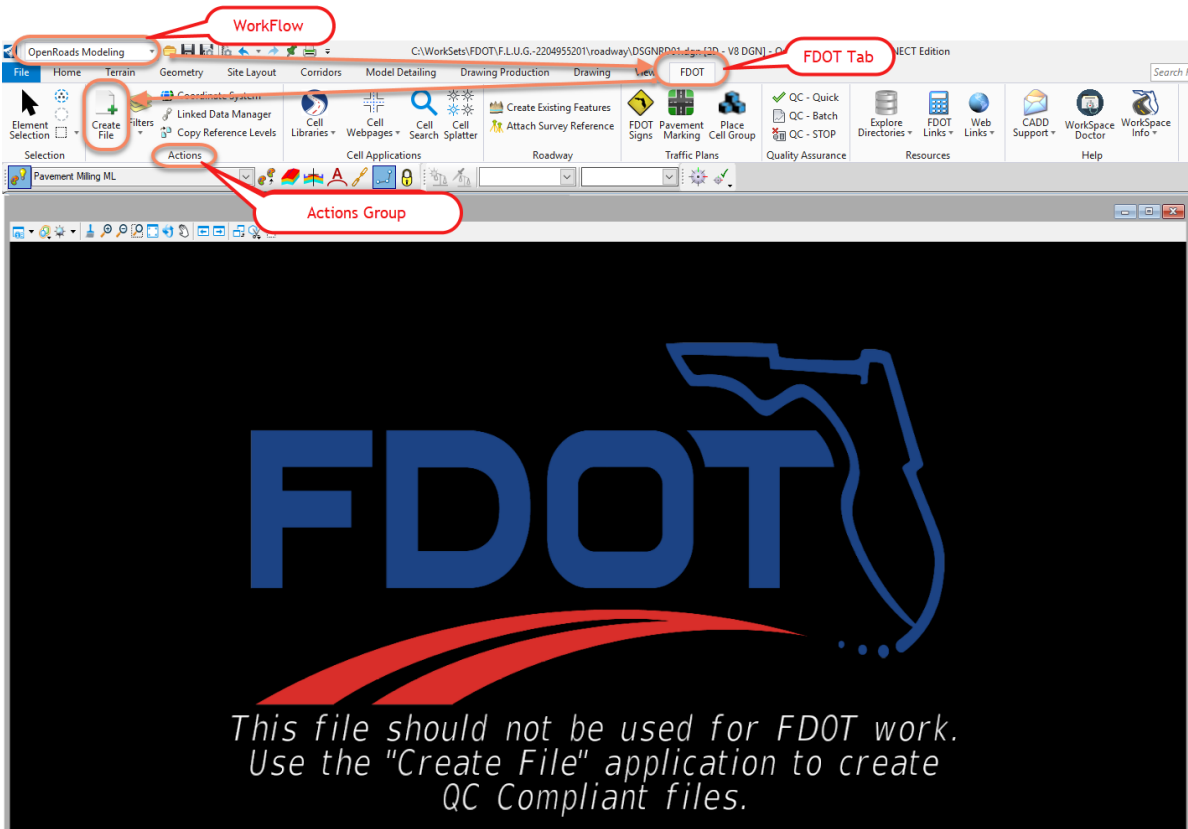 WorkFlow
OpenRoads Modeling
C:\WorkSets\FDOT\F.L.U.G.-2204955201\roadway\DSGNRD01.dgn [2D - V8 DGN] - O
NECT Edition
FDOT Tab
File Home Terrain Geometry Site Layout Corridors Model Detailing Drawing Production Drawing View FDOT
Search
Element Selection
Create File
Filters
Coordinate System
Linked Data Manager
Copy Reference Levels
Cell Libraries
Cell Webpages
Cell Search
Cell Splatter
Create Existing Features
Attach Survey Reference
FDOT Signs
Pavement Marking
Place Cell Group
QC - Quick
QC - Batch
QC - STOP
Explore Directories
FDOT Links
Web Links
CADD Support
WorkSpace Doctor
WorkSpace Info
Selection Actions Cell Applications Roadway Traffic Plans Quality Assurance Resources Help
Pavement Milling ML
Actions Group
FDOT
This file should not be used for FDOT work.
Use the "Create File" application to create
QC Compliant files.